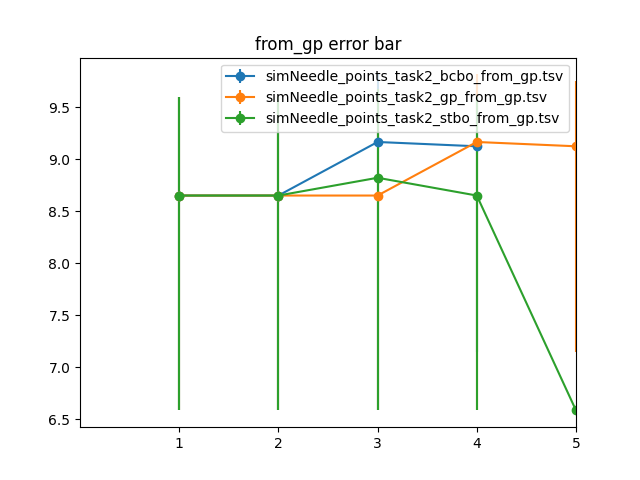 from_gp error bar
simNeedle_points_task2_bcbo_from_gp.tsv
simNeedle_points_task2_gp_from_gp.tsv
simNeedle_points_task2_stbo_from_gp.tsv
9.5
9.0
8.5
8.0
7.5
7.0
6.5
1 2 3 4 5